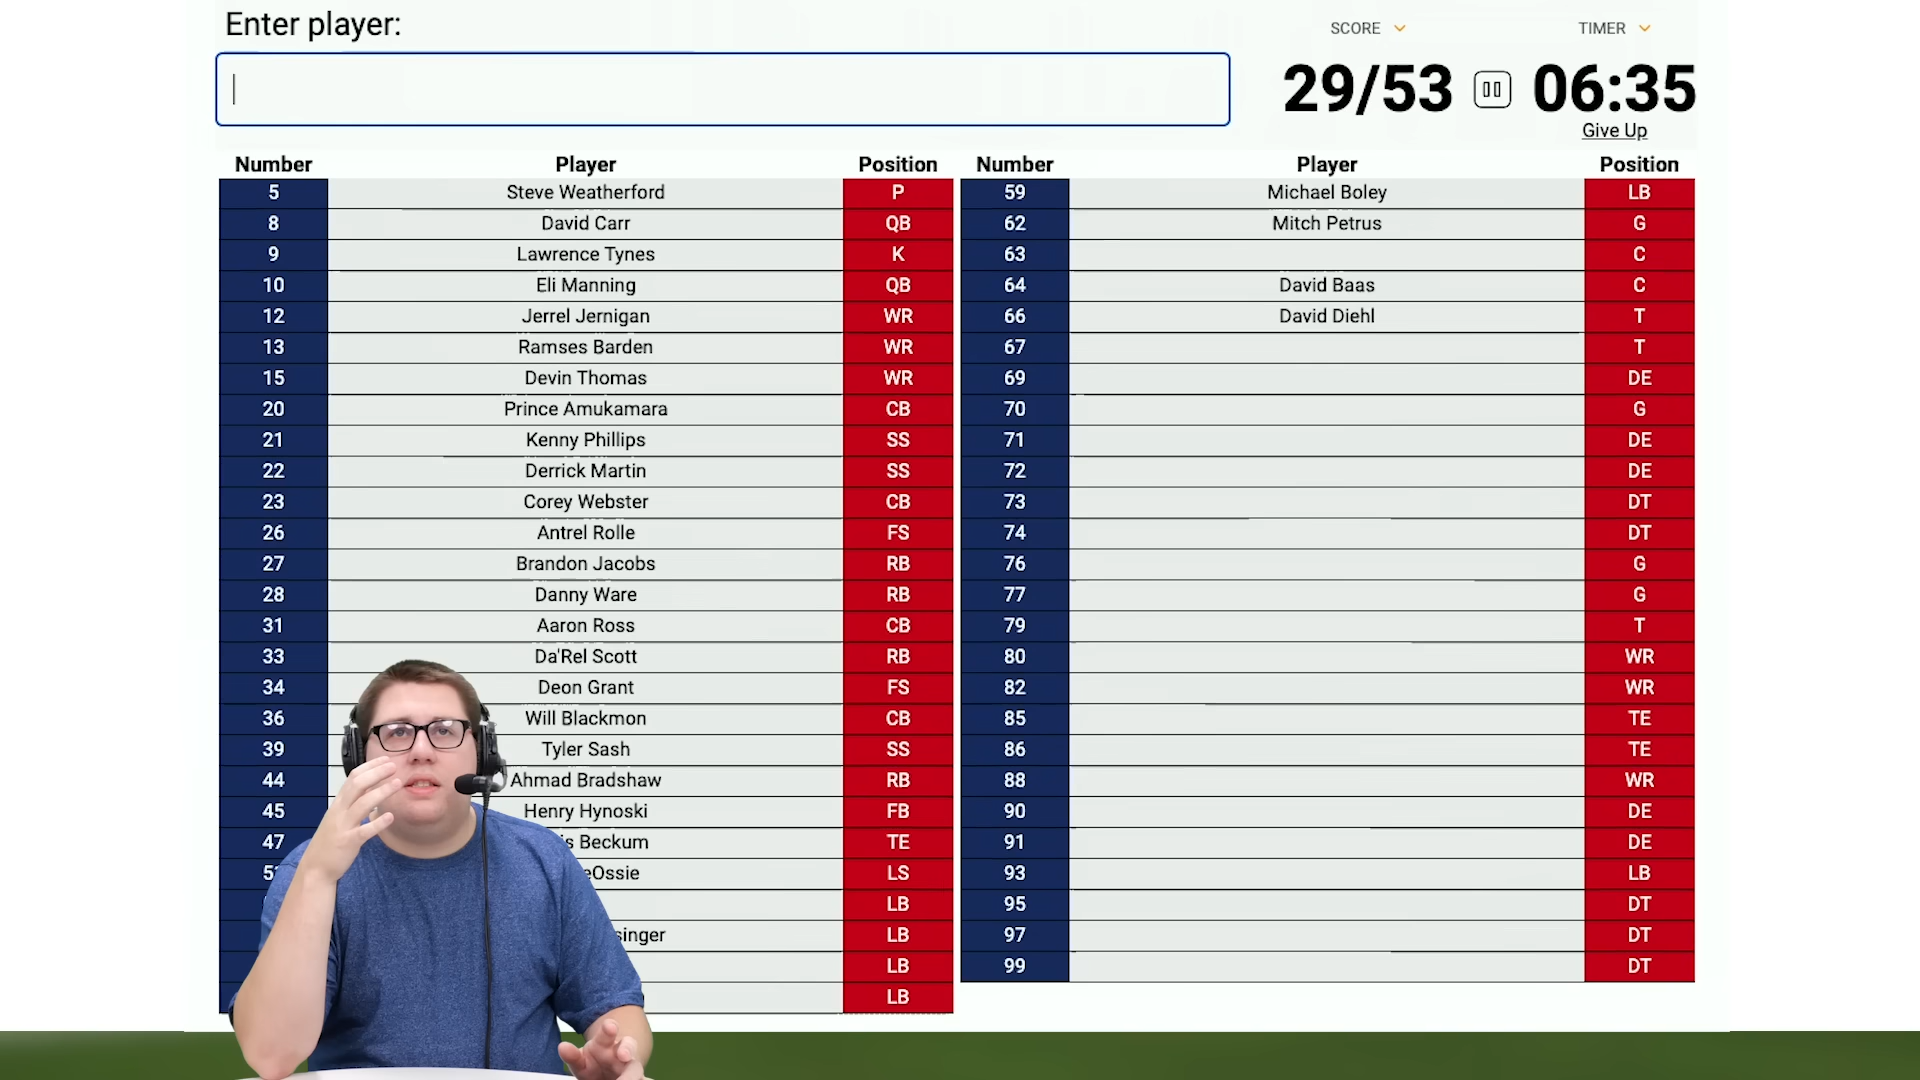 Enter player:
SCORE
TIMER
29/53
06:35
Give Up
Number Player Position
5 Steve Weatherford P
8 David Carr QB
9 Lawrence Tynes K
10 Eli Manning QB
12 Jerrel Jernigan WR
13 Ramses Barden WR
15 Devin Thomas WR
20 Prince Amukamara CB
21 Kenny Phillips SS
22 Derrick Martin SS
23 Corey Webster CB
26 Antrel Rolle FS
27 Brandon Jacobs RB
28 Danny Ware RB
31 Aaron Ross CB
33 Da'Rel Scott RB
34 Deon Grant FS
36 Will Blackmon CB
39 Tyler Sash SS
44 Ahmad Bradshaw RB
45 Henry Hynoski FB
47 Beckum TE
LS
LB
LB
LB
LB
Number Player Position
59 Michael Boley LB
62 Mitch Petrus G
63 C
64 David Baas C
66 David Diehl T
67 T
69 DE
70 G
71 DE
72 DE
73 DT
74 DT
76 G
77 G
79 T
80 WR
82 WR
85 TE
86 TE
88 WR
90 DE
91 DE
93 LB
95 DT
97 DT
99 DT